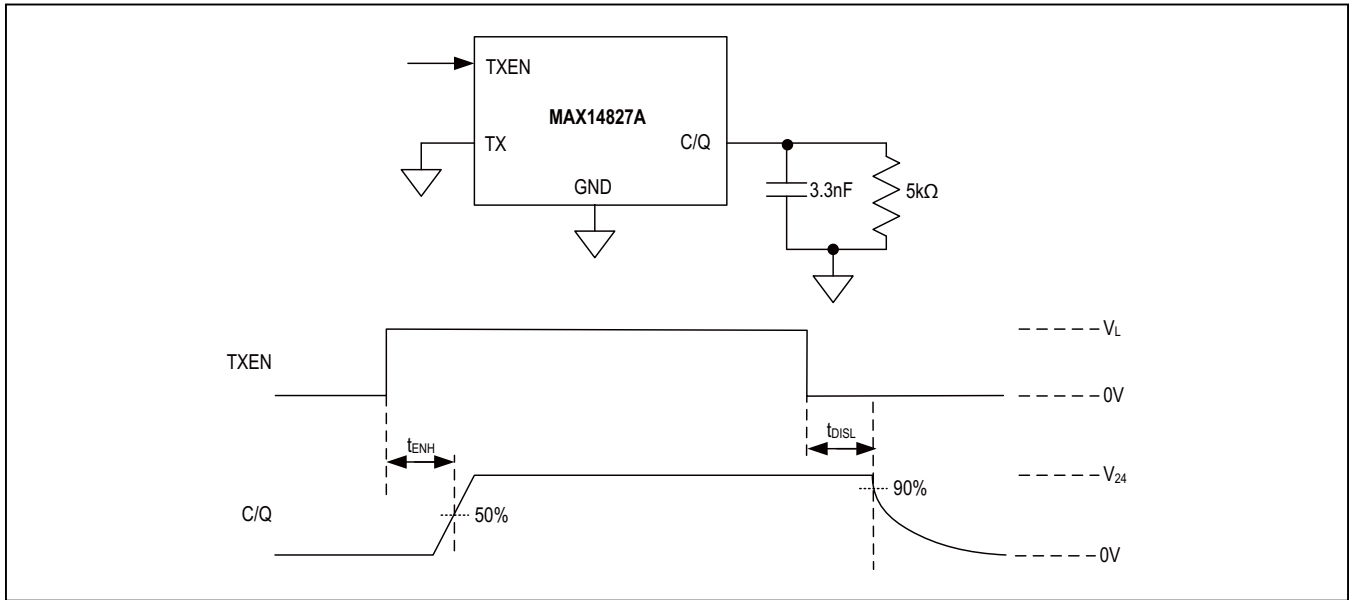 TXEN
MAX14827A
TX
C/Q
GND
3.3nF
5kΩ
VL
TXEN
0V
tENH
tDISL
V24
90%
C/Q
50%
0V